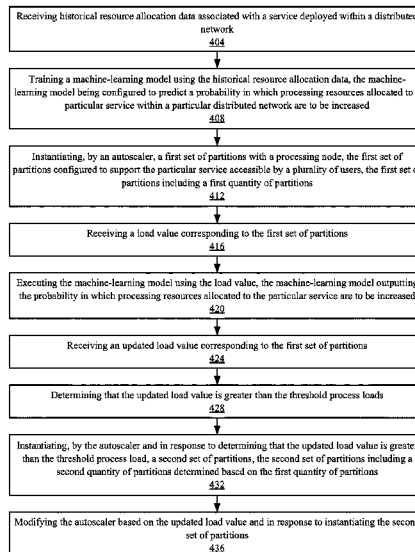 Receiving historical resource allocation data associated with a service deployed within a distributed
network
404
Training a machine-learning model using the historical resource allocation data, the machine-
learning model being configured to predict a probability in which processing resources allocated to
particular service within a particular distributed network are to be increased
408
Instantiating, by an autoscaler, a first set of partitions with a processing node, the first set of
partitions configured to support the particular service accessible by a plurality of users, the first set of
partitions including a first quantity of partitions
412
Receiving a load value corresponding to the first set of partitions
416
Executing the machine-learning model using the load value, the machine-learning model outputting
the probability in which processing resources allocated to the particular service are to be increased
420
Receiving an updated load value corresponding to the first set of partitions
424
Determining that the updated load value is greater than the threshold process loads
428
Instantiating, by the autoscaler and in response to determining that the updated load value is greater
than the threshold process load, a second set of partitions, the second set of partitions including a
second quantity of partitions determined based on the first quantity of partitions
432
Modifying the autoscaler based on the updated load value and in response to instantiating the second
set of partitions
436